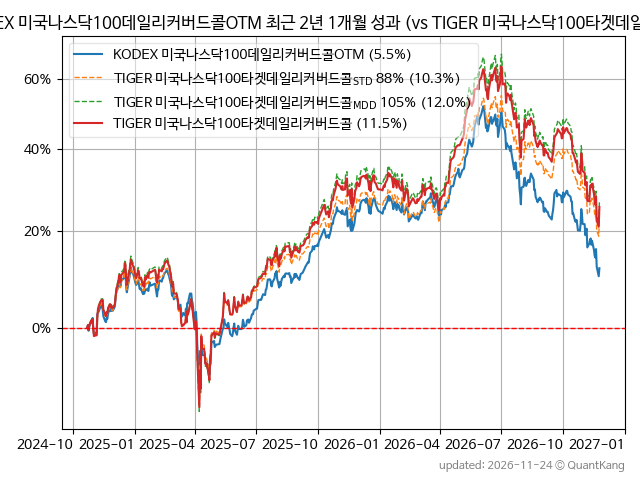 EX 미국나스닥100데일리커버드콜OTM 최근 2년 1개월 성과 (vs TIGER 미국나스닥100타겟데일
KODEX 미국나스닥100데일리커버드콜OTM (5.5%)
TIGER 미국나스닥100타겟데일리커버드콜STD 88% (10.3%)
TIGER 미국나스닥100타겟데일리커버드콜MDD 105% (12.0%)
TIGER 미국나스닥100타겟데일리커버드콜 (11.5%)
60%
40%
20%
0%
2024-10 2025-01 2025-04 2025-07 2025-10 2026-01 2026-04 2026-07 2026-10 2027-01
updated: 2026-11-24 © QuantKang